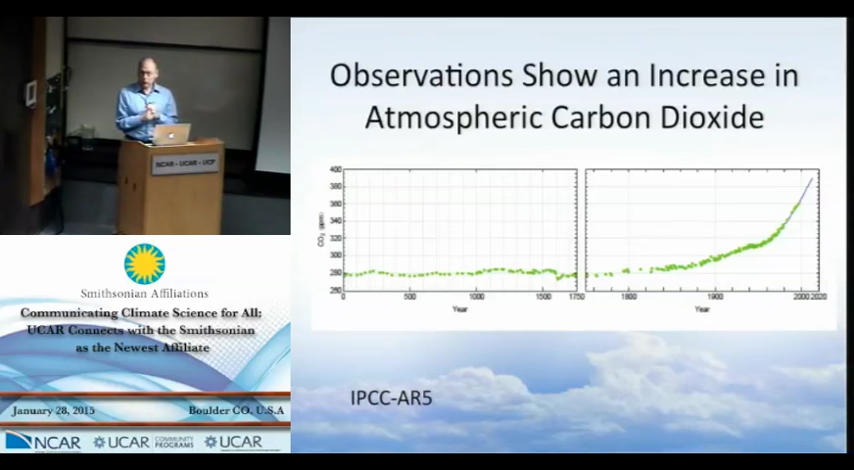 Observations Show an Increase in
Atmospheric Carbon Dioxide
400
380
360
340
320
300
280
260
CO₂ (ppm)
0
500
1000
1500
1750
1800
1900
2000
2020
Year
Year
IPCC-AR5
NCAR - UCAR - UCP
Smithsonian Affiliations
Communicating Climate Science for All:
UCAR Connects with the Smithsonian
as the Newest Affiliate
January 28, 2015
Boulder CO, U.S.A
NCAR
UCAR COMMUNITY
PROGRAMS
UCAR